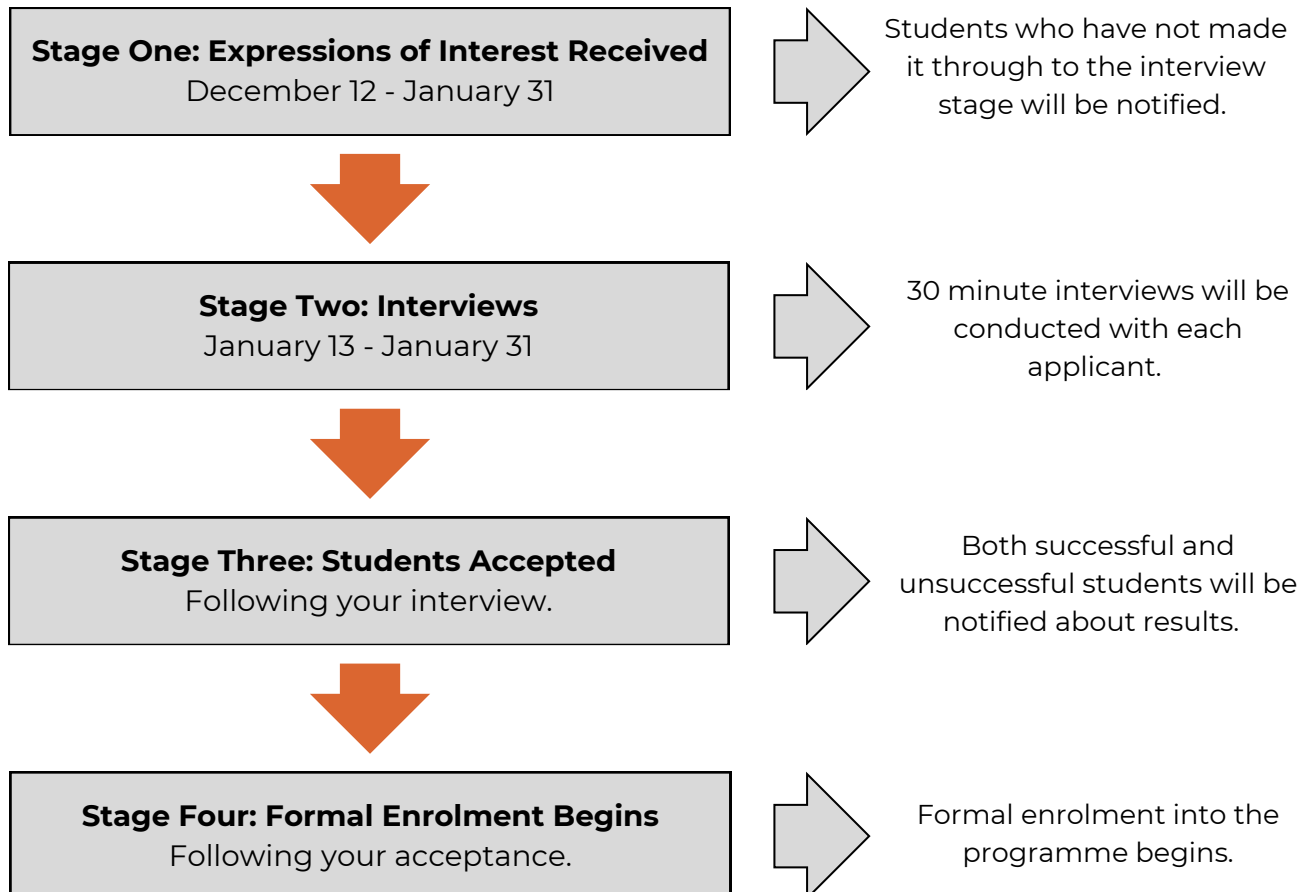 Stage One: Expressions of Interest Received
December 12 - January 31
Students who have not made
it through to the interview
stage will be notified.
Stage Two: Interviews
January 13 - January 31
30 minute interviews will be
conducted with each
applicant.
Stage Three: Students Accepted
Following your interview.
Both successful and
unsuccessful students will be
notified about results.
Stage Four: Formal Enrolment Begins
Following your acceptance.
Formal enrolment into the
programme begins.